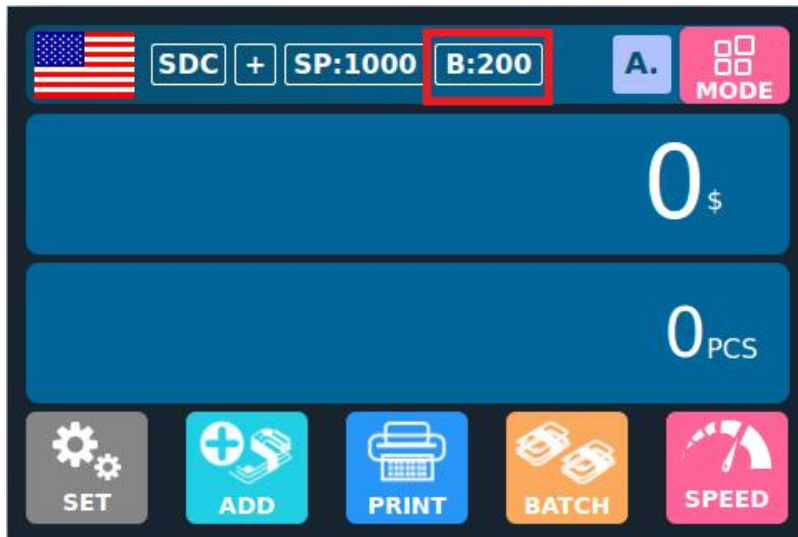 SDC + SP:1000 B:200 A. MODE
0$
0PCS
SET ADD PRINT BATCH SPEED